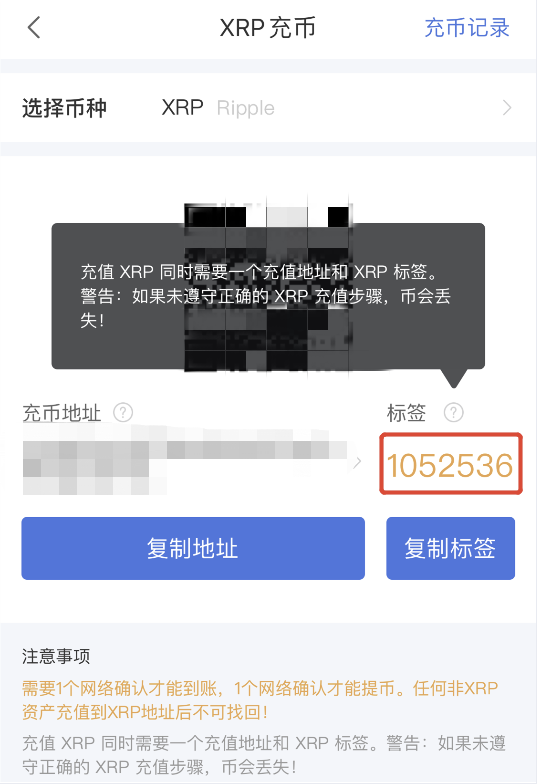 XRP充币
充币记录
选择币种 XRP Ripple
充值 XRP 同时需要一个充值地址和 XRP 标签。
警告：如果未遵守正确的 XRP 充值步骤，币会丢
失！
充币地址 ?
标签 ?
1052536
复制地址
复制标签
注意事项
需要1个网络确认才能到账，1个网络确认才能提币。任何非XRP
资产充值到XRP地址后不可找回！
充值 XRP 同时需要一个充值地址和 XRP 标签。警告：如果未遵
守正确的 XRP 充值步骤，币会丢失！